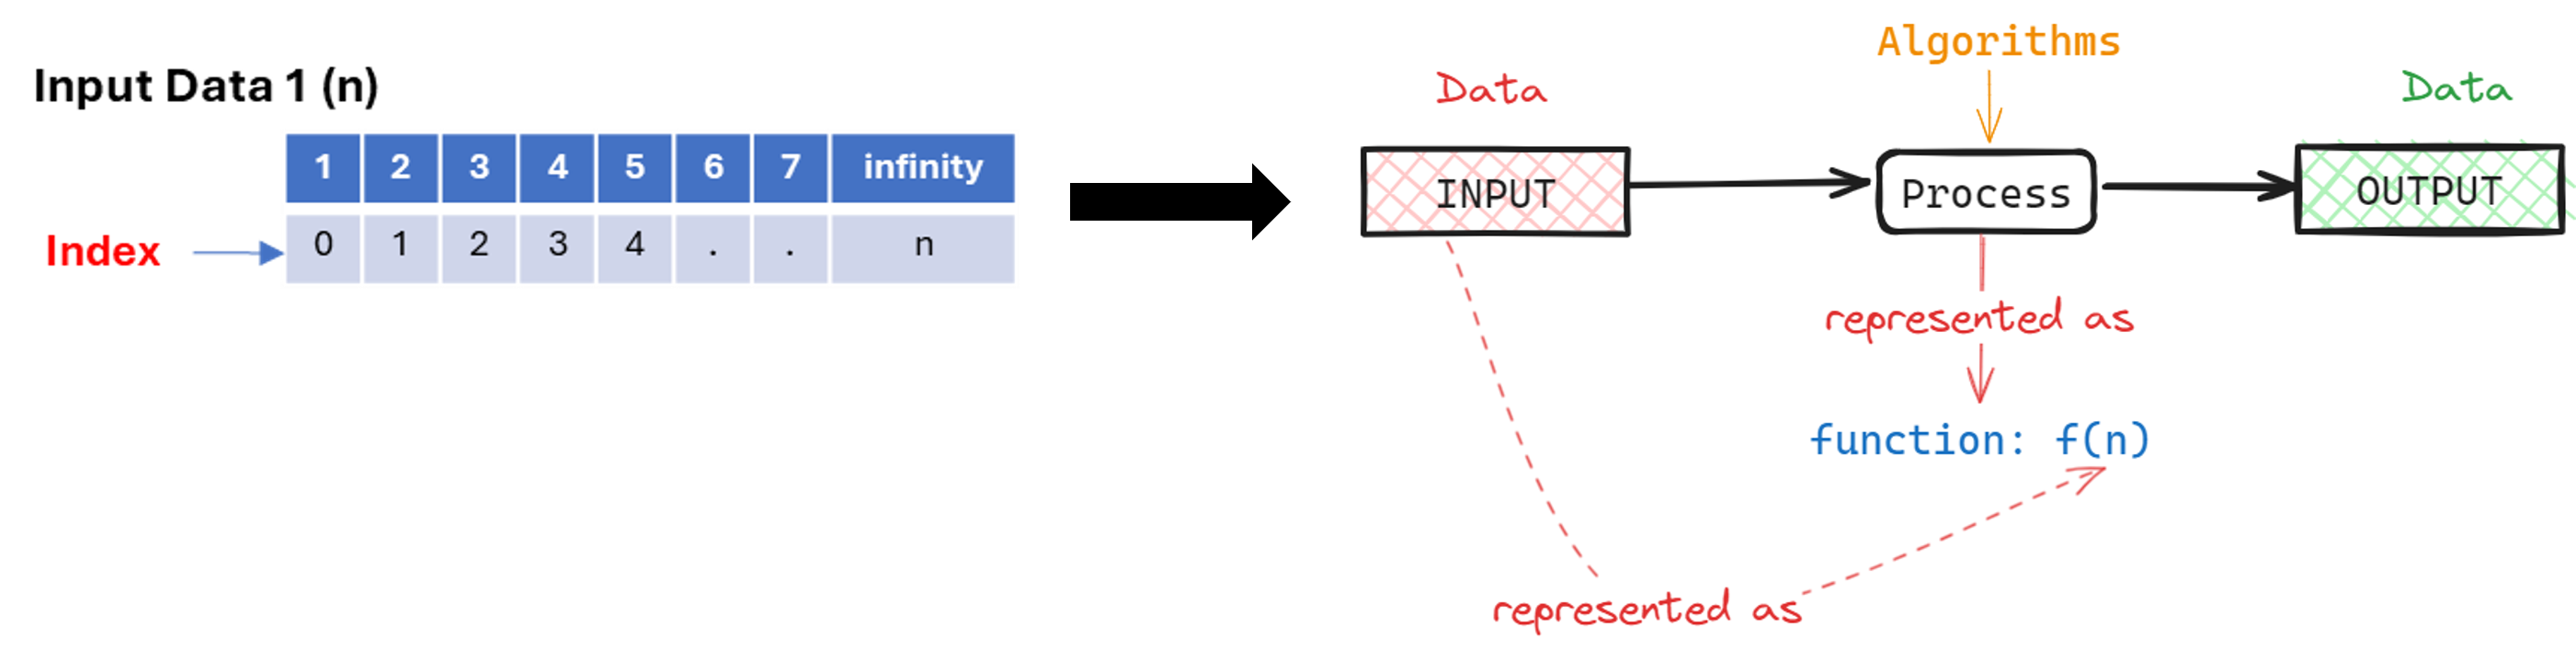 Input Data 1 (n)
1 2 3 4 5 6 7 infinity
Index 0 1 2 3 4 . . n
Algorithms
Data
Data
INPUT
Process
OUTPUT
represented as
function: f(n)
represented as